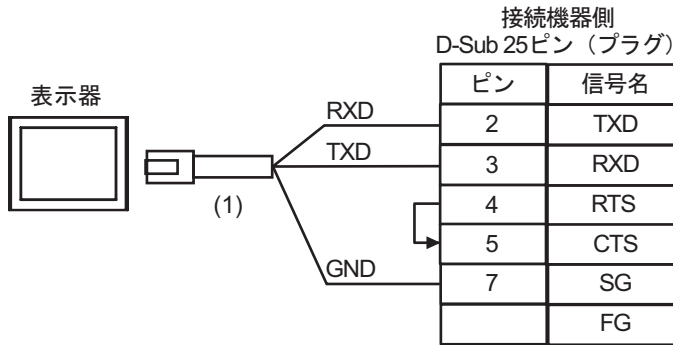 接続機器側
D-Sub 25ピン（プラグ）
表示器
(1)
RXD
TXD
GND
ピン 信号名
2 TXD
3 RXD
4 RTS
5 CTS
7 SG
FG